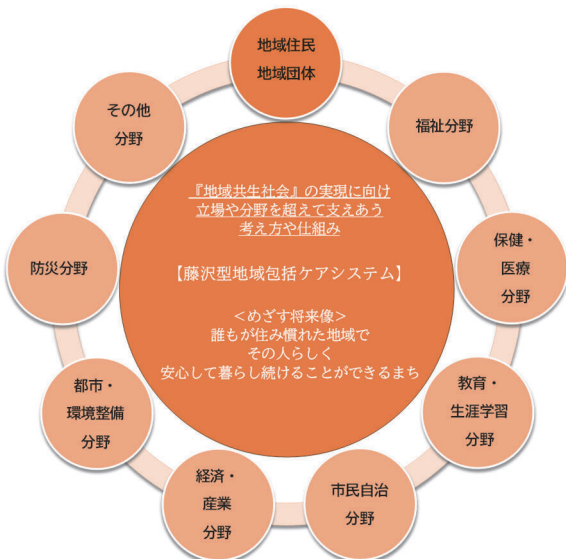 地域住民
地域団体
福祉分野
保健・
医療
分野
教育・
生涯学習
分野
市民自治
分野
経済・
産業
分野
都市・
環境整備
分野
防災分野
その他
分野
『地域共生社会』の実現に向け
立場や分野を超えて支えあう
考え方や仕組み
【藤沢型地域包括ケアシステム】
＜めざす将来像＞
誰もが住み慣れた地域で
その人らしく
安心して暮らし続けることができるまち